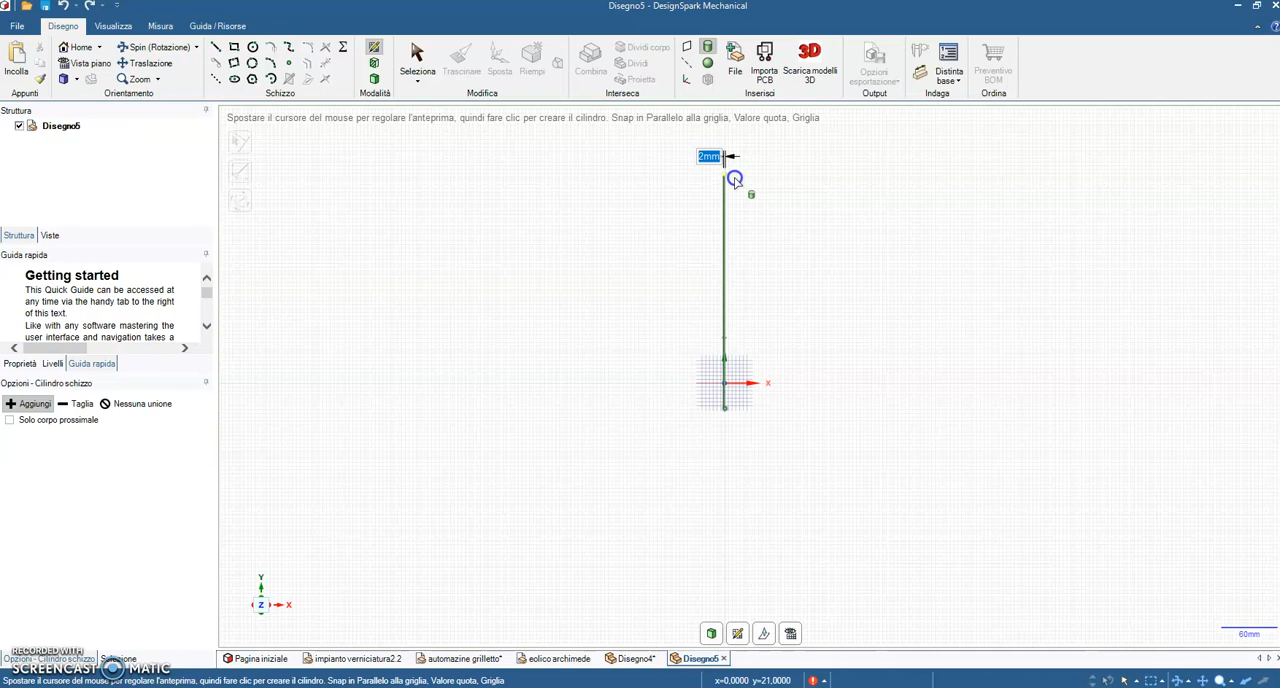 Disegno5 - DesignSpark Mechanical
File Disegno Visualizza Misura Guida / Risorse
Incolla
Appunti
Home Spin (Rotazione)
Vista piano Traslazione
Zoom
Orientamento
Schizzo
Modalità
Seleziona Trascinare Sposta Riempi
Modifica
Combina
Dividi corpo
Dividi
Proietta
Interseca
File
Importa
PCB
3D
Scarica modelli
3D
Inserisci
Opzioni
esportazione
Output
Distinta
base
Indaga
Preventivo
BOM
Ordina
Struttura
Disegno5
Struttura Viste
Guida rapida
Getting started
This Quick Guide can be accessed at
any time via the handy tab to the right
of this text.
Like with any software mastering the
user interface and navigation takes a
Proprietà Livelli Guida rapida
Opzioni - Cilindro schizzo
Aggiungi Taglia Nessuna unione
Solo corpo prossimale
Spostare il cursore del mouse per regolare l'anteprima, quindi fare clic per creare il cilindro. Snap in Parallelo alla griglia, Valore quota, Griglia
2mm
X
Y
Z X
60mm
RECORDED WITH
SCREENCAST MATIC
Opzioni - Cilindro schizzo Selezione
Pagina iniziale impianto verniciatura2.2 automazine grilletto* eolico archimede Disegno4* Disegno5
Spostare il cursore del mouse per regolare l'anteprima, quindi fare clic per creare il cilindro. Snap in Parallelo alla griglia, Valore quota, Griglia
x=0,0000 y=21,0000